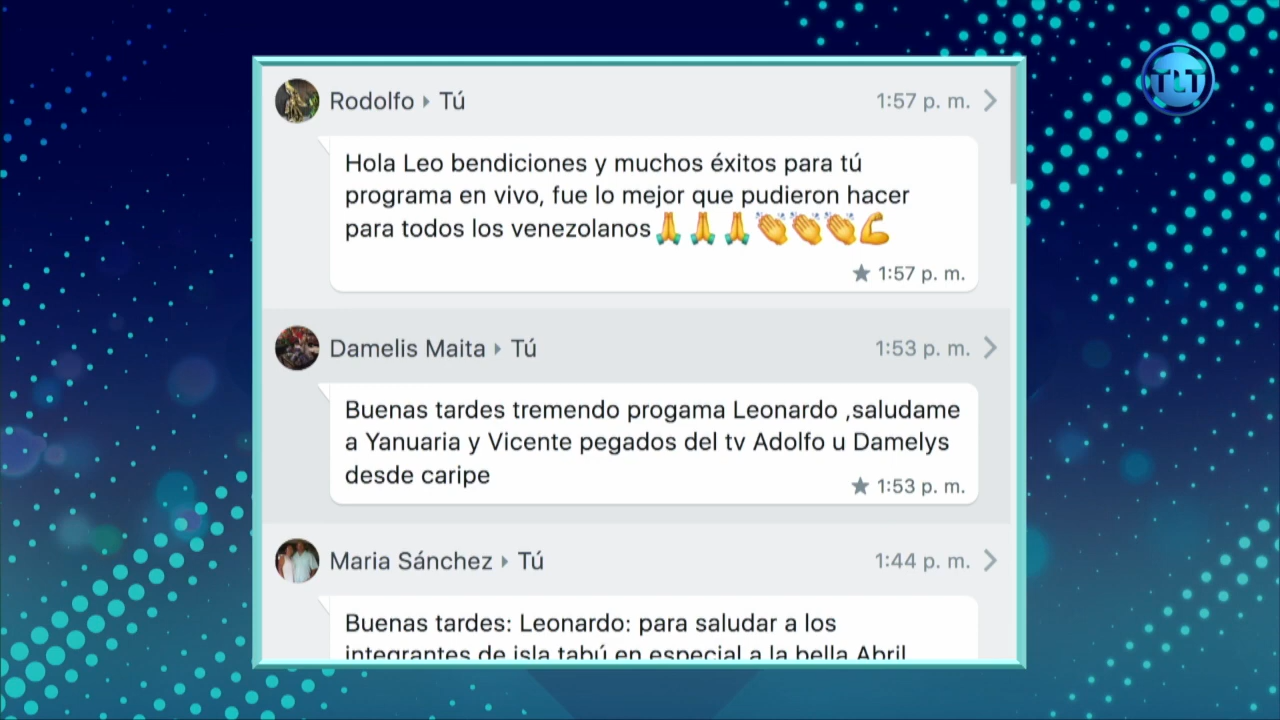 TLT
Rodolfo ▸ Tú
1:57 p. m.
Hola Leo bendiciones y muchos éxitos para tú
programa en vivo, fue lo mejor que pudieron hacer
para todos los venezolanos🙏🙏🙏👏👏👏💪
★ 1:57 p. m.
Damelis Maita ▸ Tú
1:53 p. m.
Buenas tardes tremendo progama Leonardo ,saludame
a Yanuaria y Vicente pegados del tv Adolfo u Damelys
desde caripe
★ 1:53 p. m.
Maria Sánchez ▸ Tú
1:44 p. m.
Buenas tardes: Leonardo: para saludar a los
integrantes de isla tabú en especial a la bella Abril